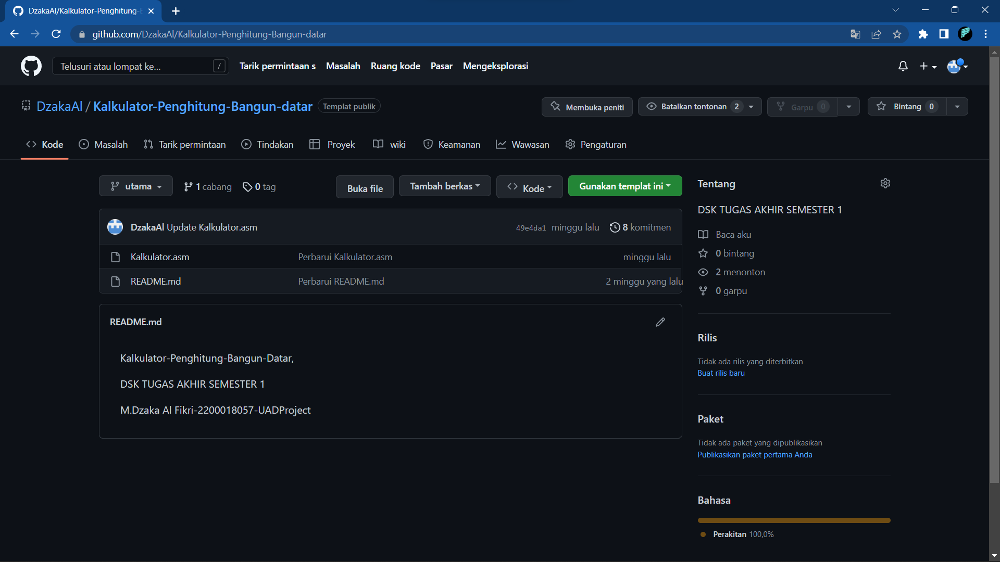 DzakaAl/Kalkulator-Penghitung-
github.com/DzakaAl/Kalkulator-Penghitung-Bangun-datar
Telusuri atau lompat ke... /
Tarik permintaan s Masalah Ruang kode Pasar Mengeksplorasi
DzakaAl / Kalkulator-Penghitung-Bangun-datar Templat publik
Membuka peniti Batalkan tontonan 2 Garpu 0 Bintang 0
Kode Masalah Tarik permintaan Tindakan Proyek wiki Keamanan Wawasan Pengaturan
utama 1 cabang 0 tag Buka file Tambah berkas Kode Gunakan templat ini
DzakaAl Update Kalkulator.asm 49e4da1 minggu lalu 8 komitmen
Kalkulator.asm Perbarui Kalkulator.asm minggu lalu
README.md Perbarui README.md 2 minggu yang lalu
README.md
Kalkulator-Penghitung-Bangun-Datar,
DSK TUGAS AKHIR SEMESTER 1
M.Dzaka Al Fikri-2200018057-UADProject
Tentang
DSK TUGAS AKHIR SEMESTER 1
Baca aku
0 bintang
2 menonton
0 garpu
Rilis
Tidak ada rilis yang diterbitkan
Buat rilis baru
Paket
Tidak ada paket yang dipublikasikan
Publikasikan paket pertama Anda
Bahasa
Perakitan 100,0%